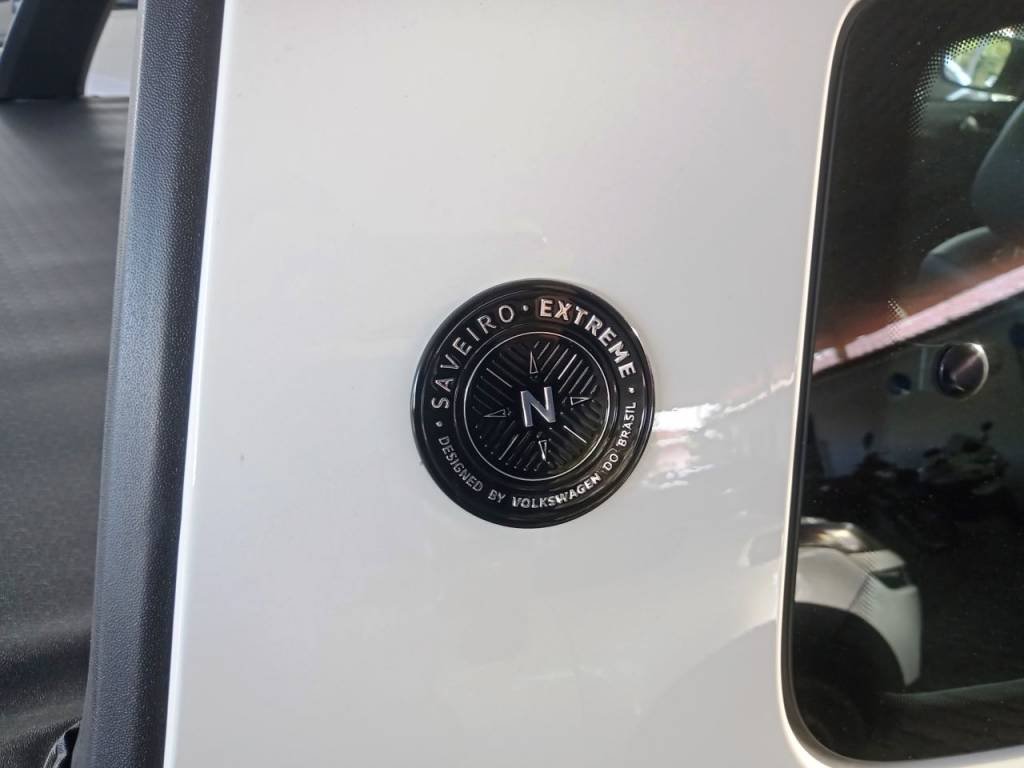 SAVEIRO · EXTREME
N
DESIGNED BY VOLKSWAGEN DO BRASIL